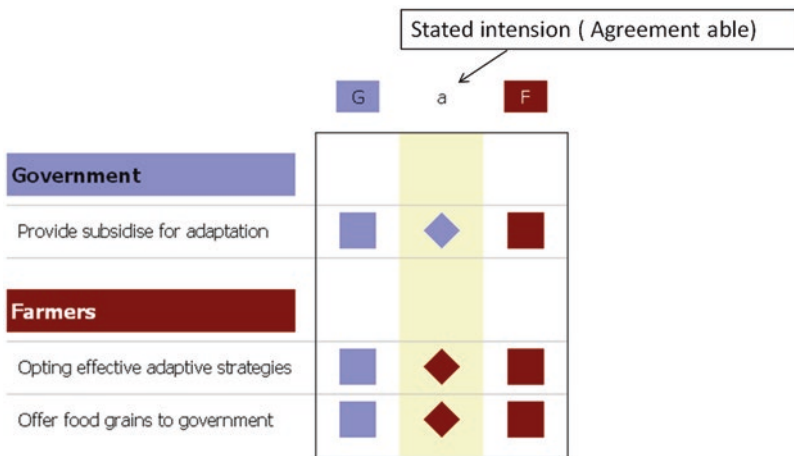 Stated intension ( Agreement able)
G a F
Government
Provide subsidise for adaptation
Farmers
Opting effective adaptive strategies
Offer food grains to government